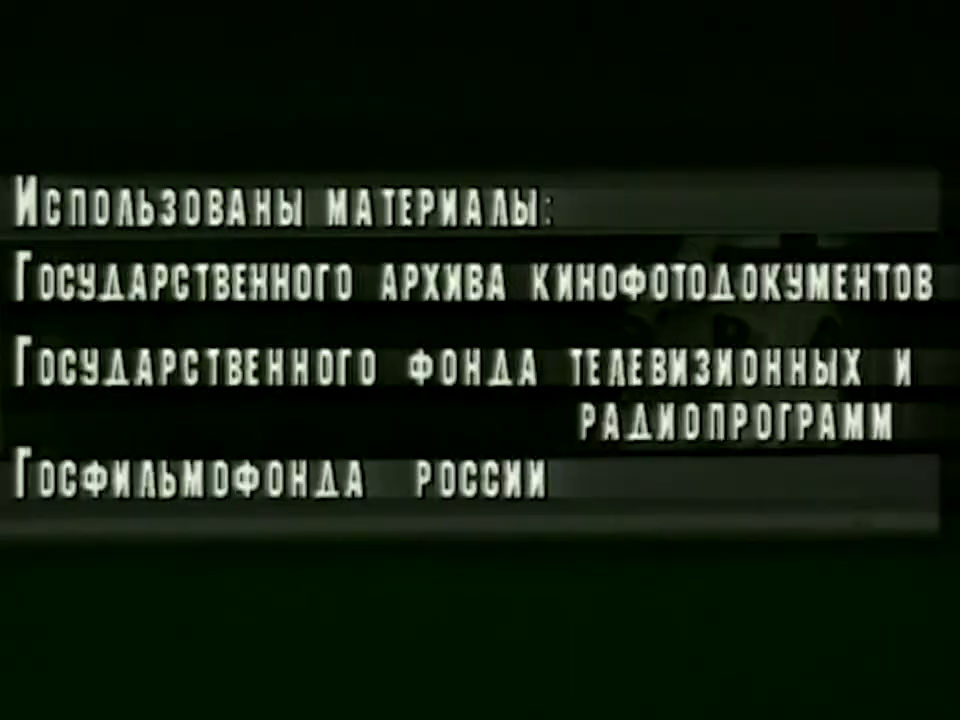 Использованы материалы:
Государственного архива кинофотодокументов
Государственного фонда телевизионных и
радиопрограмм
Госфильмофонда россии